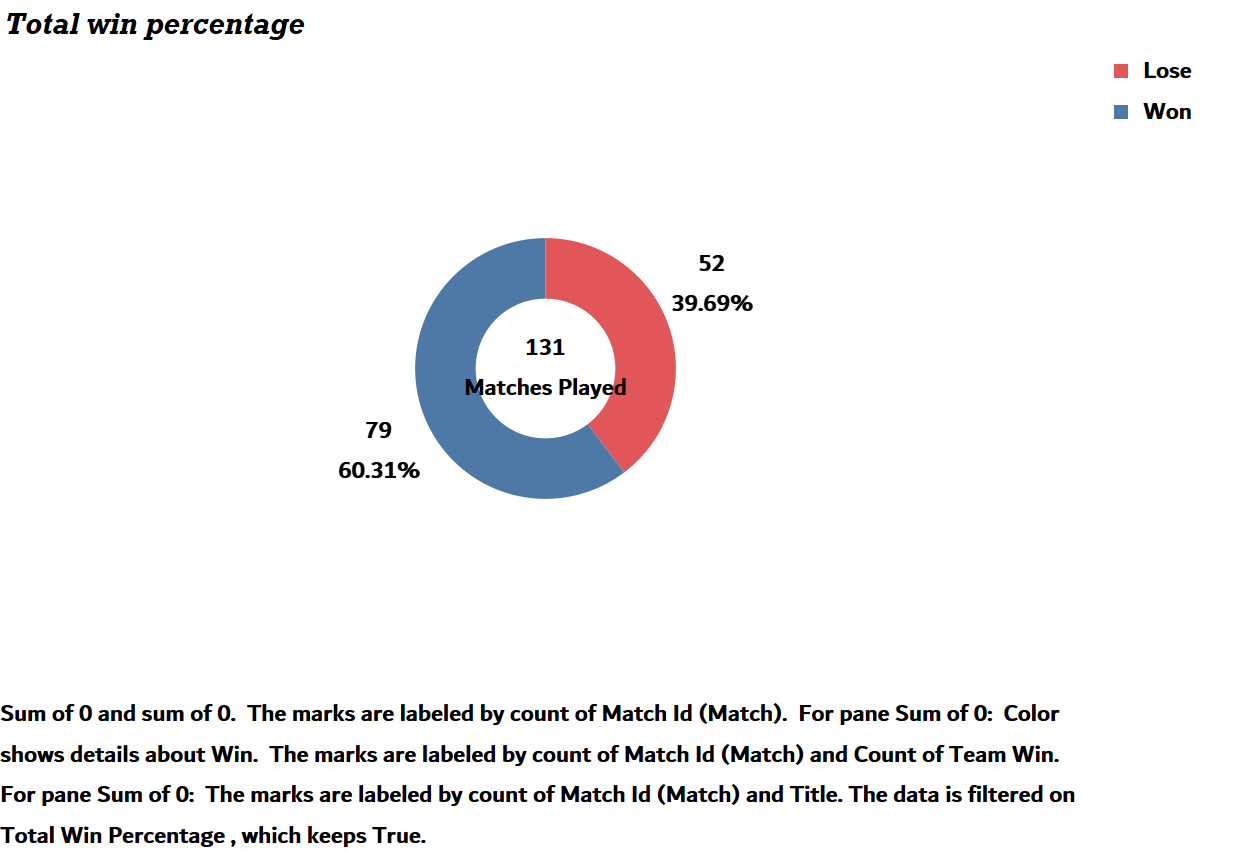 Total win percentage
Lose
Won
52
39.69%
131
Matches Played
79
60.31%
Sum of 0 and sum of 0.  The marks are labeled by count of Match Id (Match).  For pane Sum of 0:  Color
shows details about Win.  The marks are labeled by count of Match Id (Match) and Count of Team Win.
For pane Sum of 0:  The marks are labeled by count of Match Id (Match) and Title. The data is filtered on
Total Win Percentage , which keeps True.